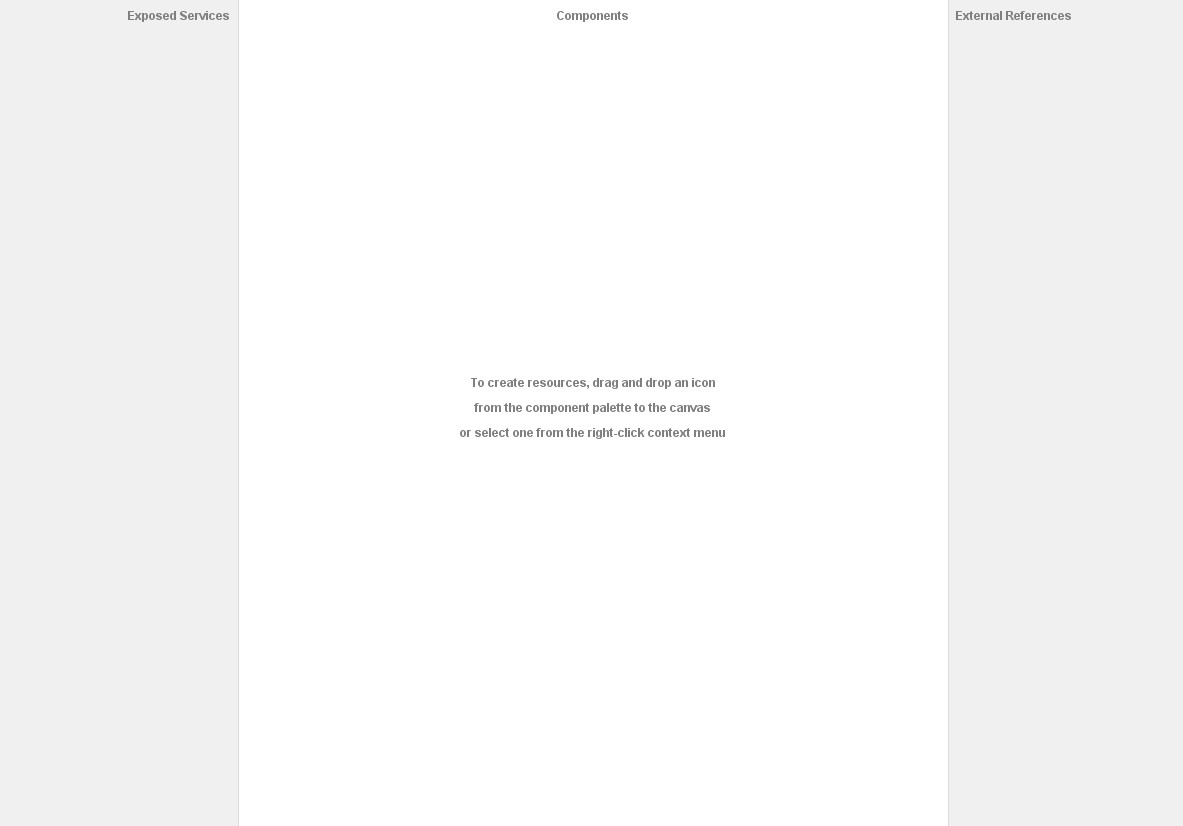 Exposed Services
Components
External References
To create resources, drag and drop an icon
from the component palette to the canvas
or select one from the right-click context menu